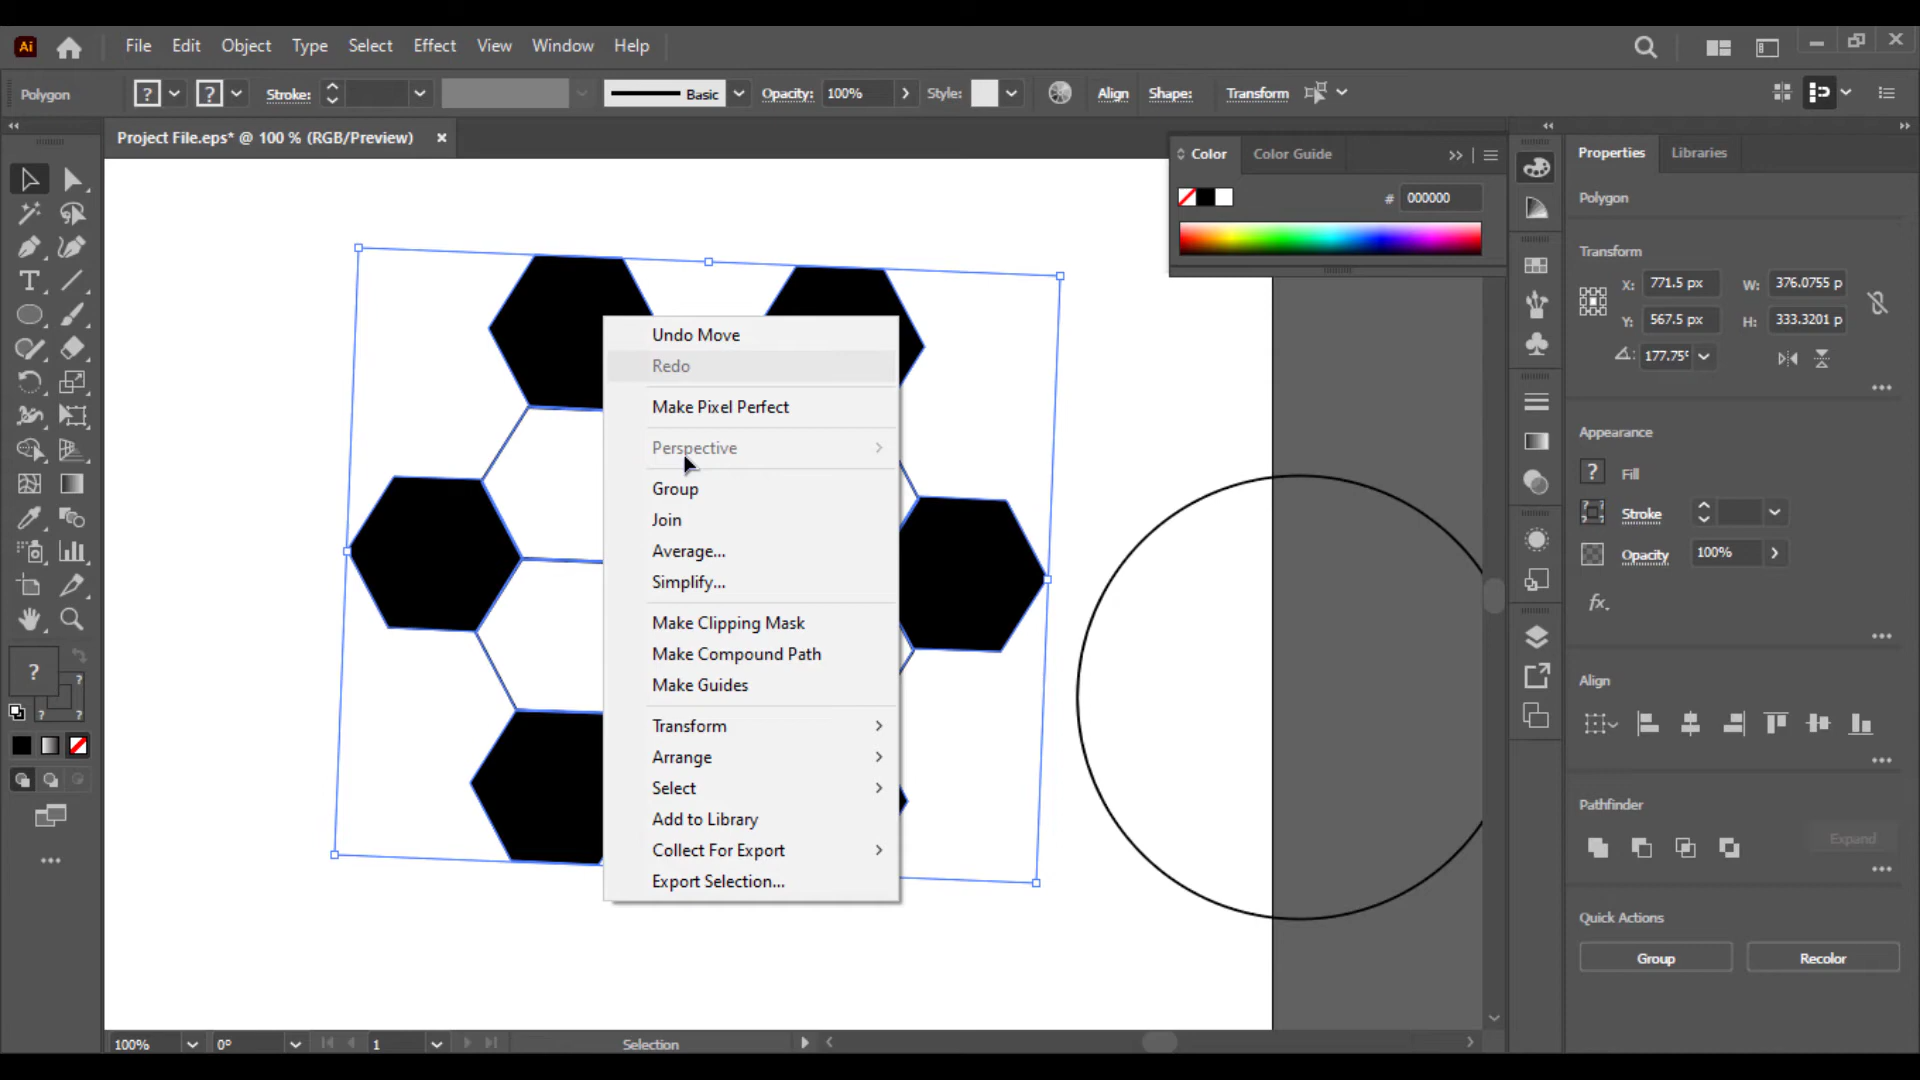 Ai File Edit Object Type Select Effect View Window Help
Polygon ? ? Stroke: Basic Opacity: 100% Style: Align Shape: Transform
Project File.eps* @ 100 % (RGB/Preview) ×
Color Color Guide
# 000000
Properties Libraries
Polygon
Transform
X: 771.5 px W: 376.0755 p
Y: 567.5 px H: 333.3201 p
177.75°
Appearance
? Fill
Stroke
Opacity 100%
fx.
Align
Pathfinder
Expand
Quick Actions
Group Recolor
Undo Move
Redo
Make Pixel Perfect
Perspective
Group
Join
Average...
Simplify...
Make Clipping Mask
Make Compound Path
Make Guides
Transform
Arrange
Select
Add to Library
Collect For Export
Export Selection...
T
?
?
? ?
100% 0° 1 Selection